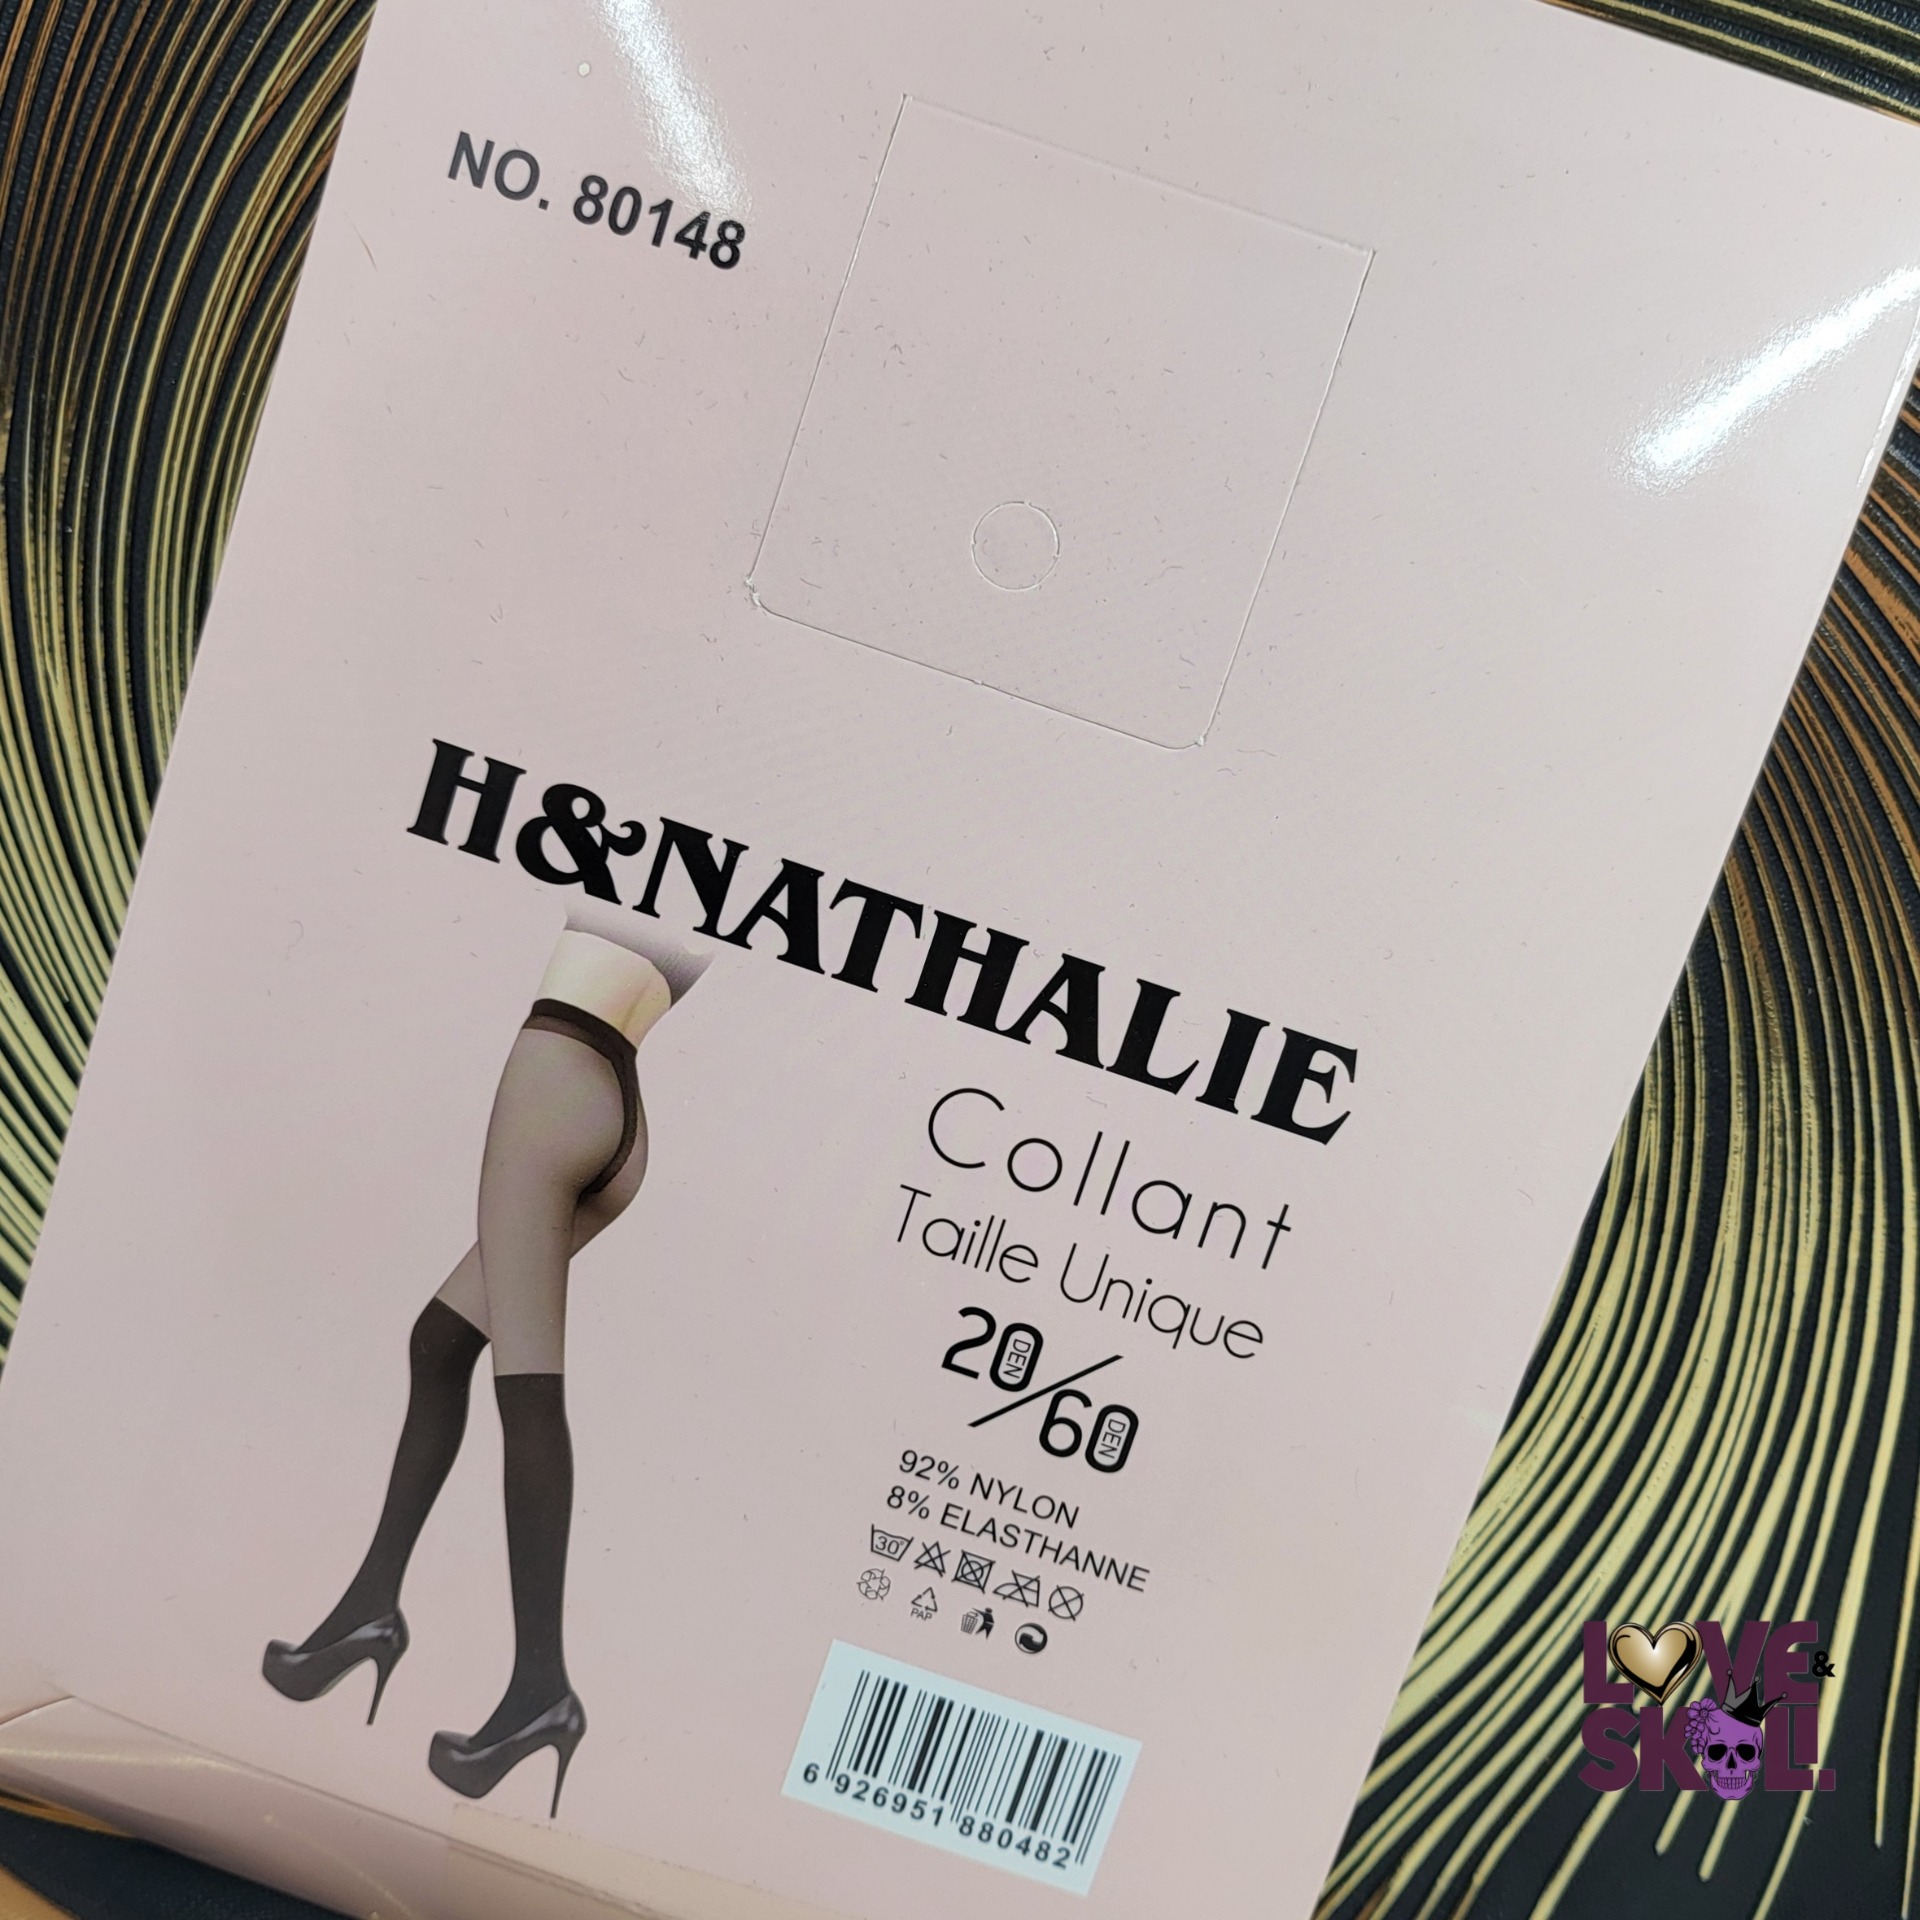 NO. 80148
H&NATHALIE
Collant
Taille Unique
20 DEN/60 DEN
92% NYLON
8% ELASTHANNE
30°
PAP
6 926951 880482
LOVE &
SKULL.